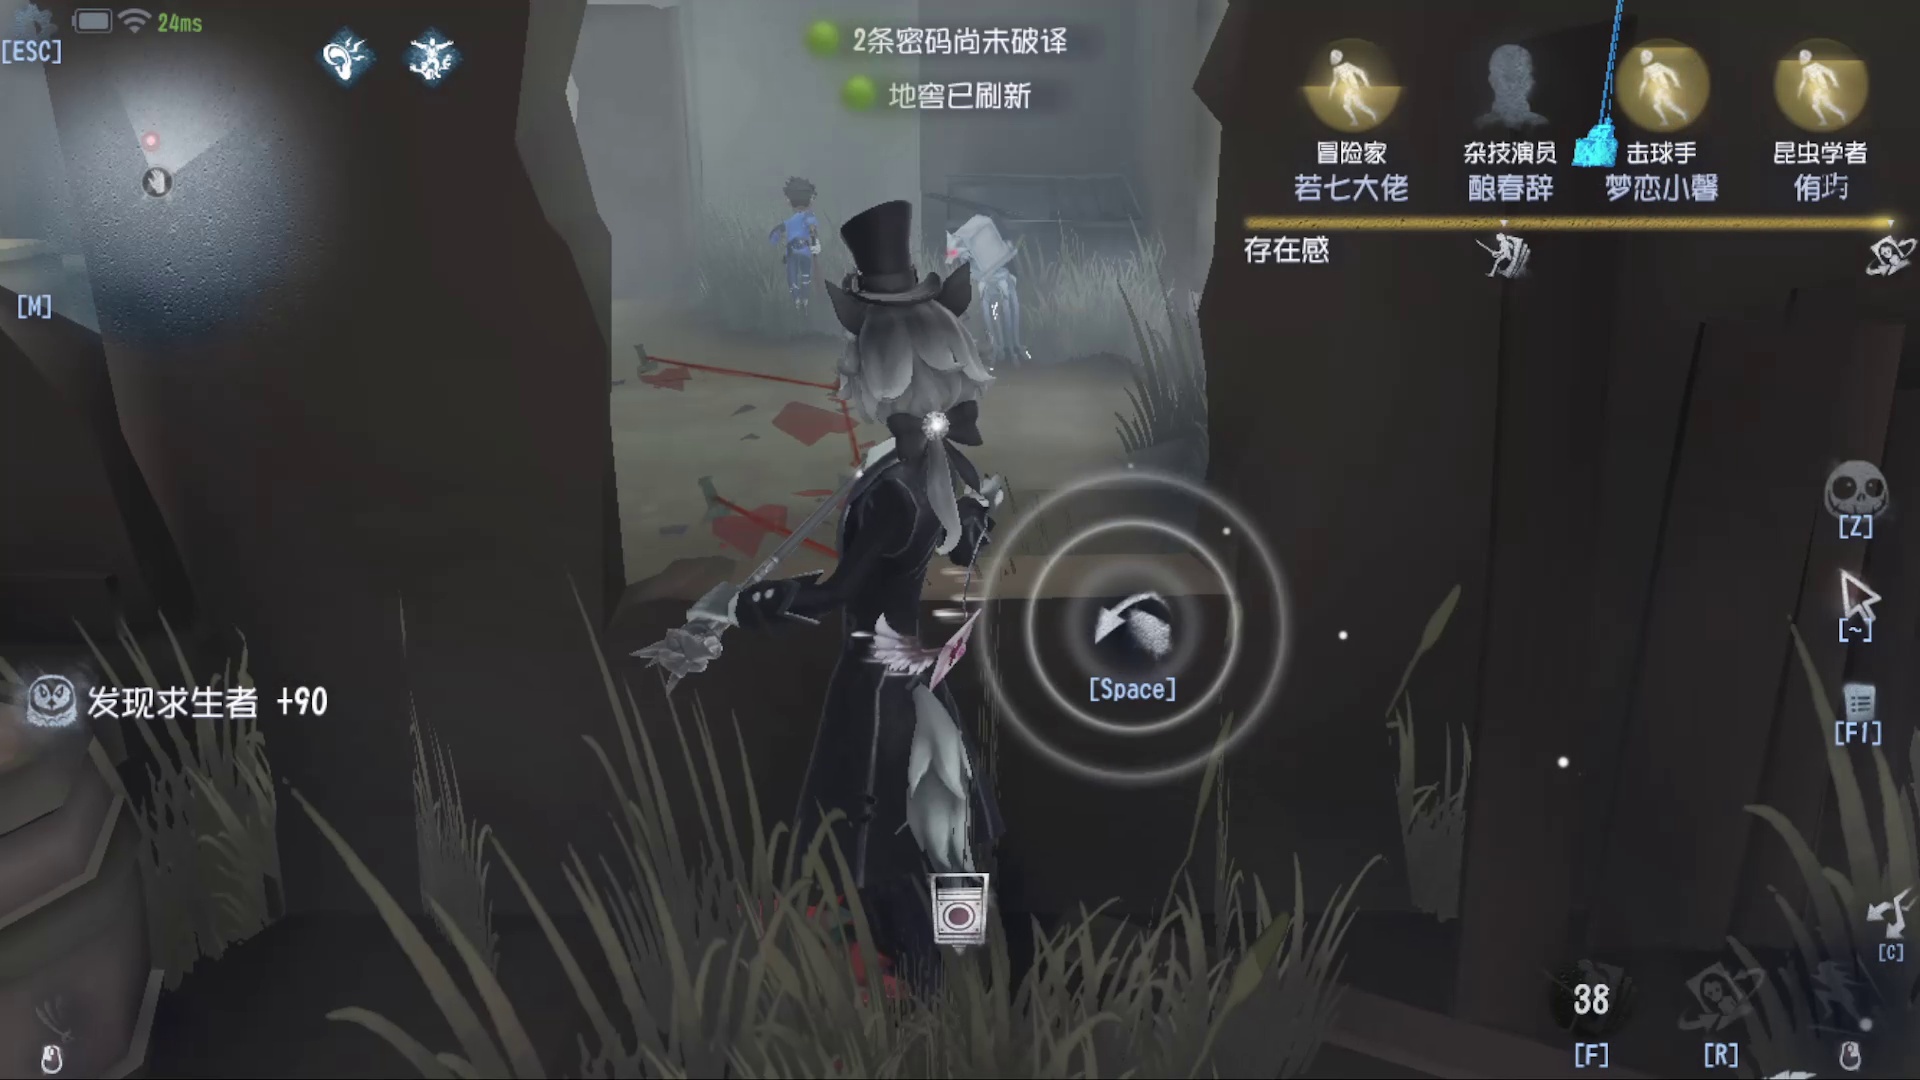 24ms
[ESC]
2条密码尚未破译
地窖已刷新
冒险家
杂技演员
击球手
昆虫学者
若七大佬
酿春辞
梦恋小馨
侑玙
存在感
[M]
[Z]
[~]
[F1]
[Space]
发现求生者 +90
[C]
38
[F]
[R]